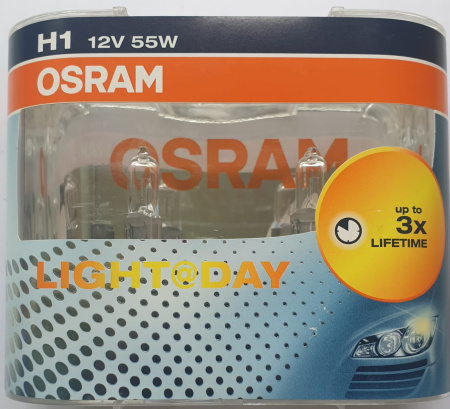 H1 12V 55W
OSRAM
OSRAM
up to
3x
LIFETIME
LIGHT@DAY